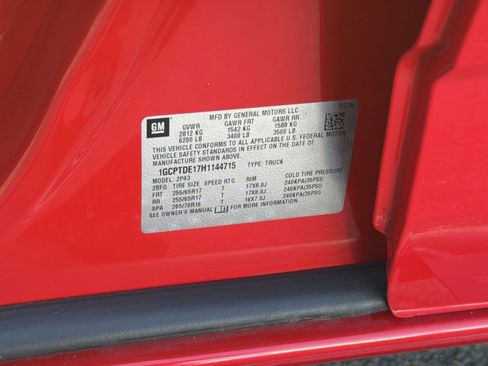 GM
MFD BY GENERAL MOTORS LLC 11/16
GVWR GAWR FRT GAWR RR
2812 KG 1542 KG 1588 KG
6200 LB 3400 LB 3500 LB
THIS VEHICLE CONFORMS TO ALL APPLICABLE U.S. FEDERAL MOTOR
VEHICLE SAFETY STANDARDS IN EFFECT ON THE DATE OF
MANUFACTURE SHOWN ABOVE.
1GCPTDE17H1144715 TYPE: TRUCK
MODEL: 2P43
2BFG TIRE SIZE SPEED RTG RIM COLD TIRE PRESSURE
FRT 255/65R17 T 17X8.0J 240KPA(35PSI)
RR 255/65R17 T 17X8.0J 240KPA(35PSI)
SPA 265/70R16 T 16X7.0J 240KPA(35PSI)
SEE OWNER'S MANUAL FOR MORE INFORMATION.